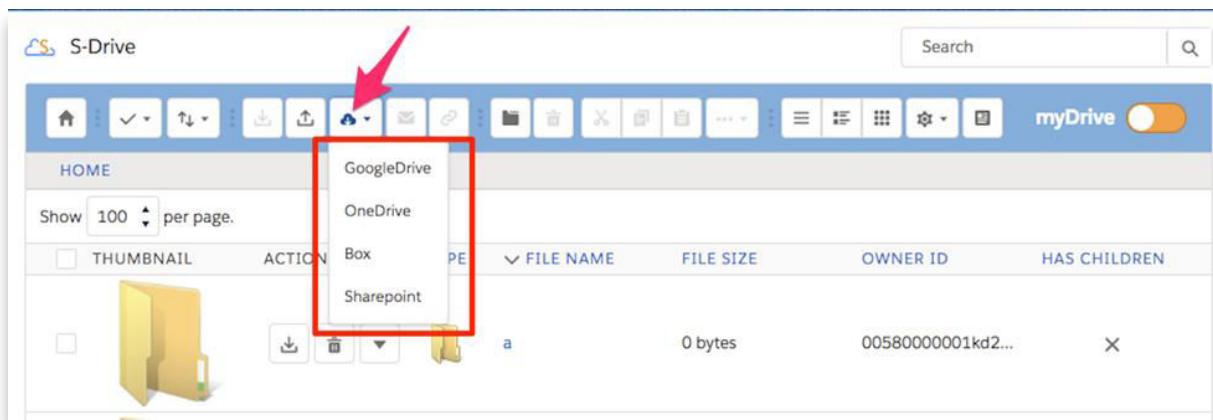 S-Drive
Search
myDrive
HOME
Show 100 per page.
GoogleDrive
OneDrive
Box
Sharepoint
THUMBNAIL ACTION PE FILE NAME FILE SIZE OWNER ID HAS CHILDREN
a 0 bytes 00580000001kd2...